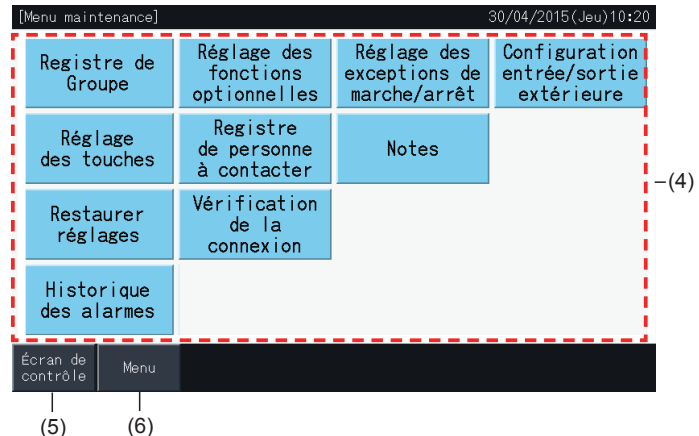 [Menu maintenance]
30/04/2015(Jeu)10:20
Registre de
Groupe
Réglage des
fonctions
optionnelles
Réglage des
exceptions de
marche/arrêt
Configuration
entrée/sortie
extérieure
Réglage
des touches
Registre
de personne
à contacter
Notes
Restaurer
réglages
Vérification
de la
connexion
Historique
des alarmes
(4)
Écran de
contrôle
Menu
(5)
(6)